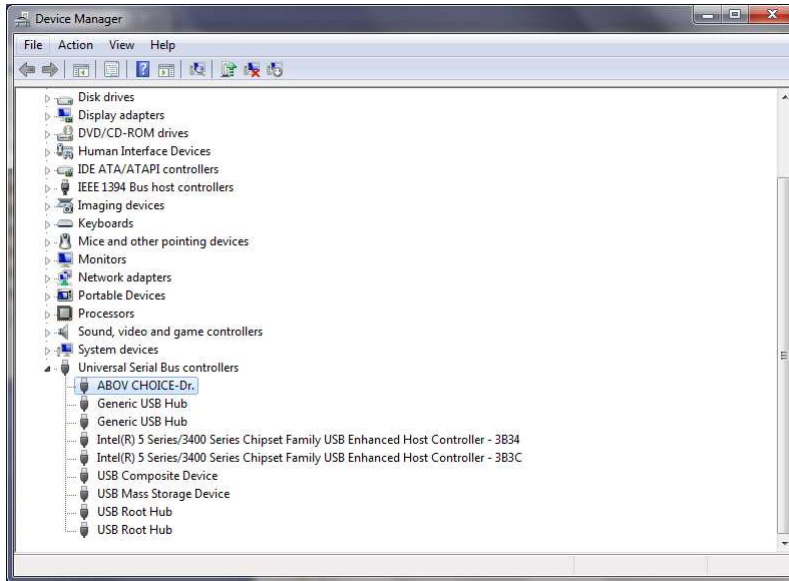 Device Manager
File Action View Help
Disk drives
Display adapters
DVD/CD-ROM drives
Human Interface Devices
IDE ATA/ATAPI controllers
IEEE 1394 Bus host controllers
Imaging devices
Keyboards
Mice and other pointing devices
Monitors
Network adapters
Portable Devices
Processors
Sound, video and game controllers
System devices
Universal Serial Bus controllers
ABOV CHOICE-Dr.
Generic USB Hub
Generic USB Hub
Intel(R) 5 Series/3400 Series Chipset Family USB Enhanced Host Controller - 3B34
Intel(R) 5 Series/3400 Series Chipset Family USB Enhanced Host Controller - 3B3C
USB Composite Device
USB Mass Storage Device
USB Root Hub
USB Root Hub